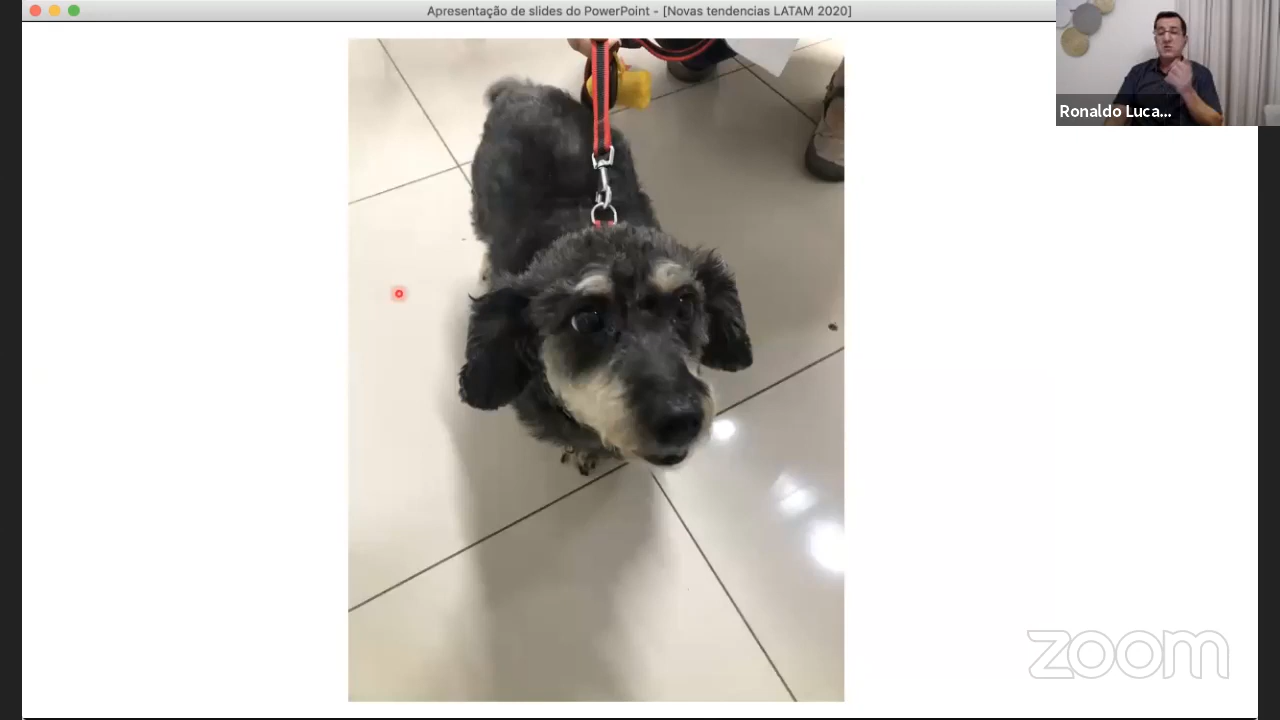 Apresentação de slides do PowerPoint - [Novas tendencias LATAM 2020]
Ronaldo Luca...
zoom